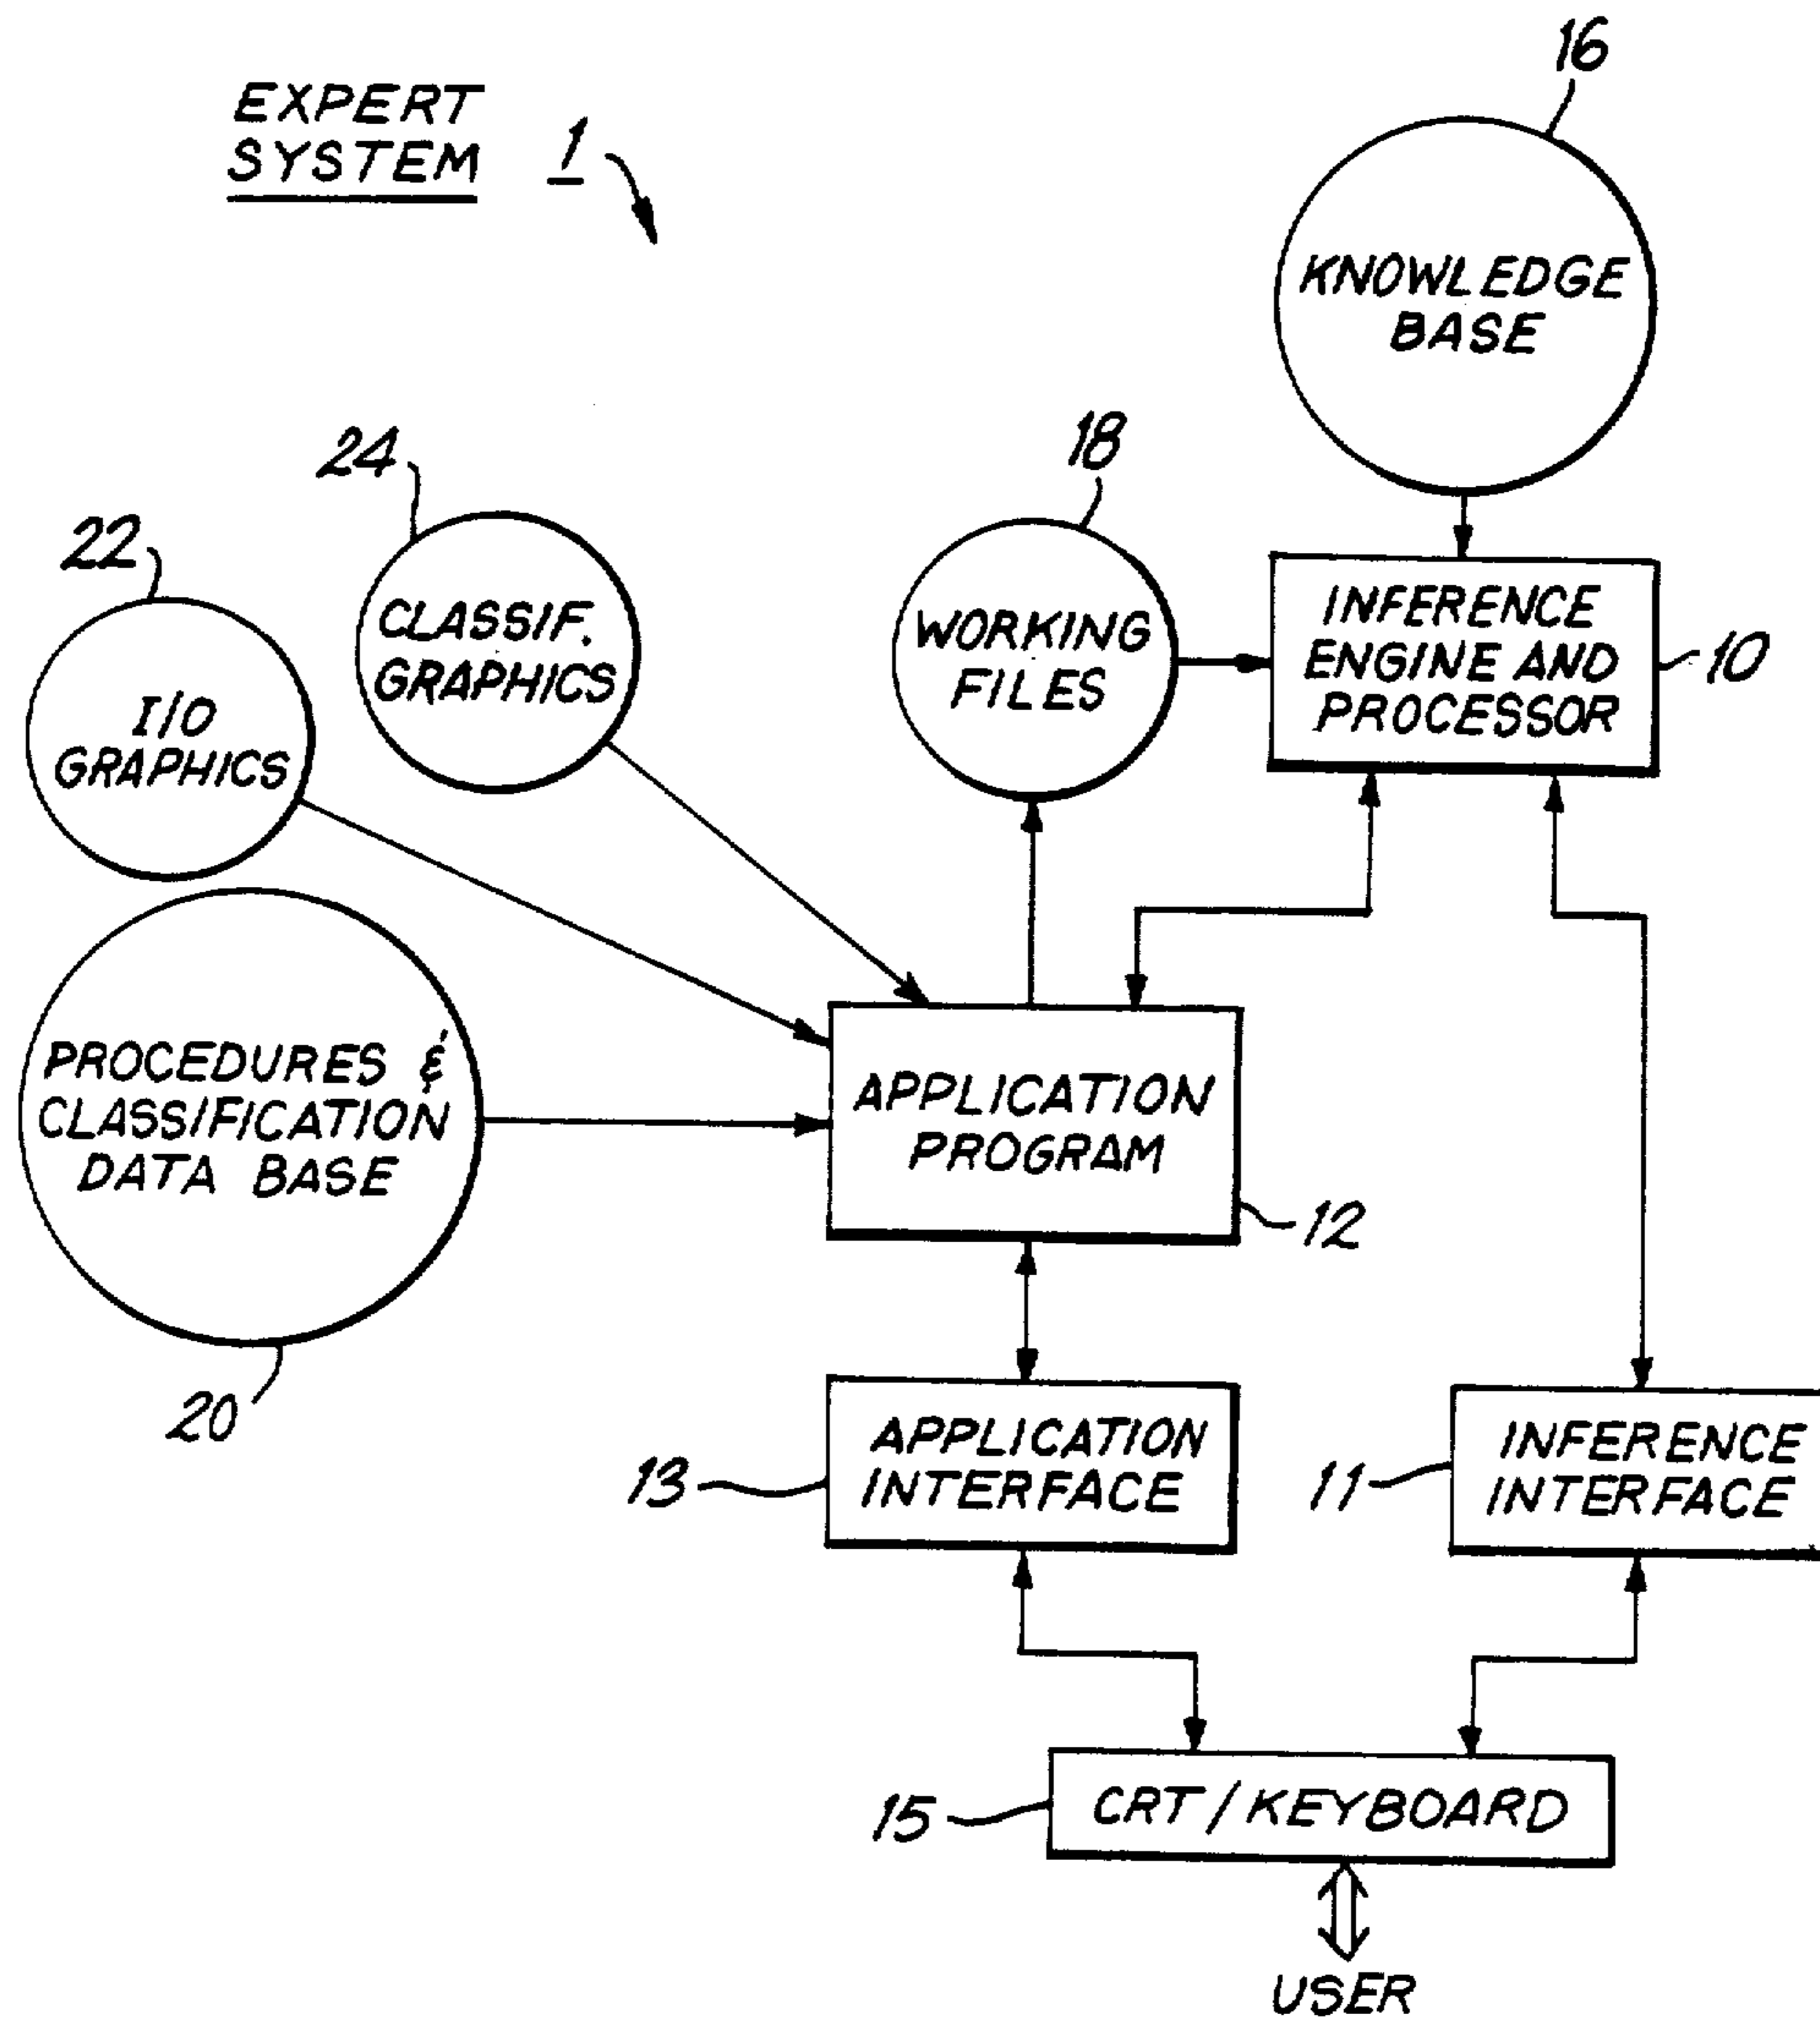 EXPERT
SYSTEM
1
16
KNOWLEDGE
BASE
24
18
22
CLASSIF.
GRAPHICS
WORKING
FILES
INFERENCE
ENGINE AND
PROCESSOR
10
I/O
GRAPHICS
PROCEDURES &
CLASSIFICATION
DATA BASE
APPLICATION
PROGRAM
12
20
13
APPLICATION
INTERFACE
11
INFERENCE
INTERFACE
15
CRT/KEYBOARD
USER